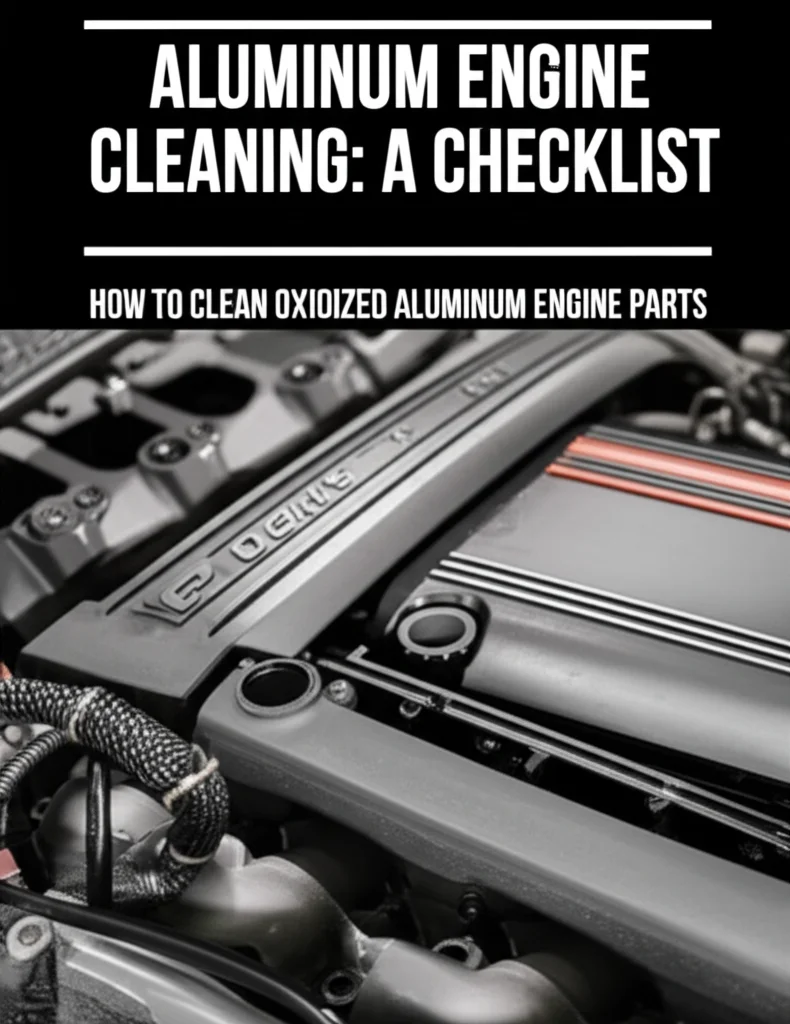 ALUMINUM ENGINE
CLEANING: A CHECKLIST
HOW TO CLEAN OXIOIZED ALUMINUM ENGINE PARTS